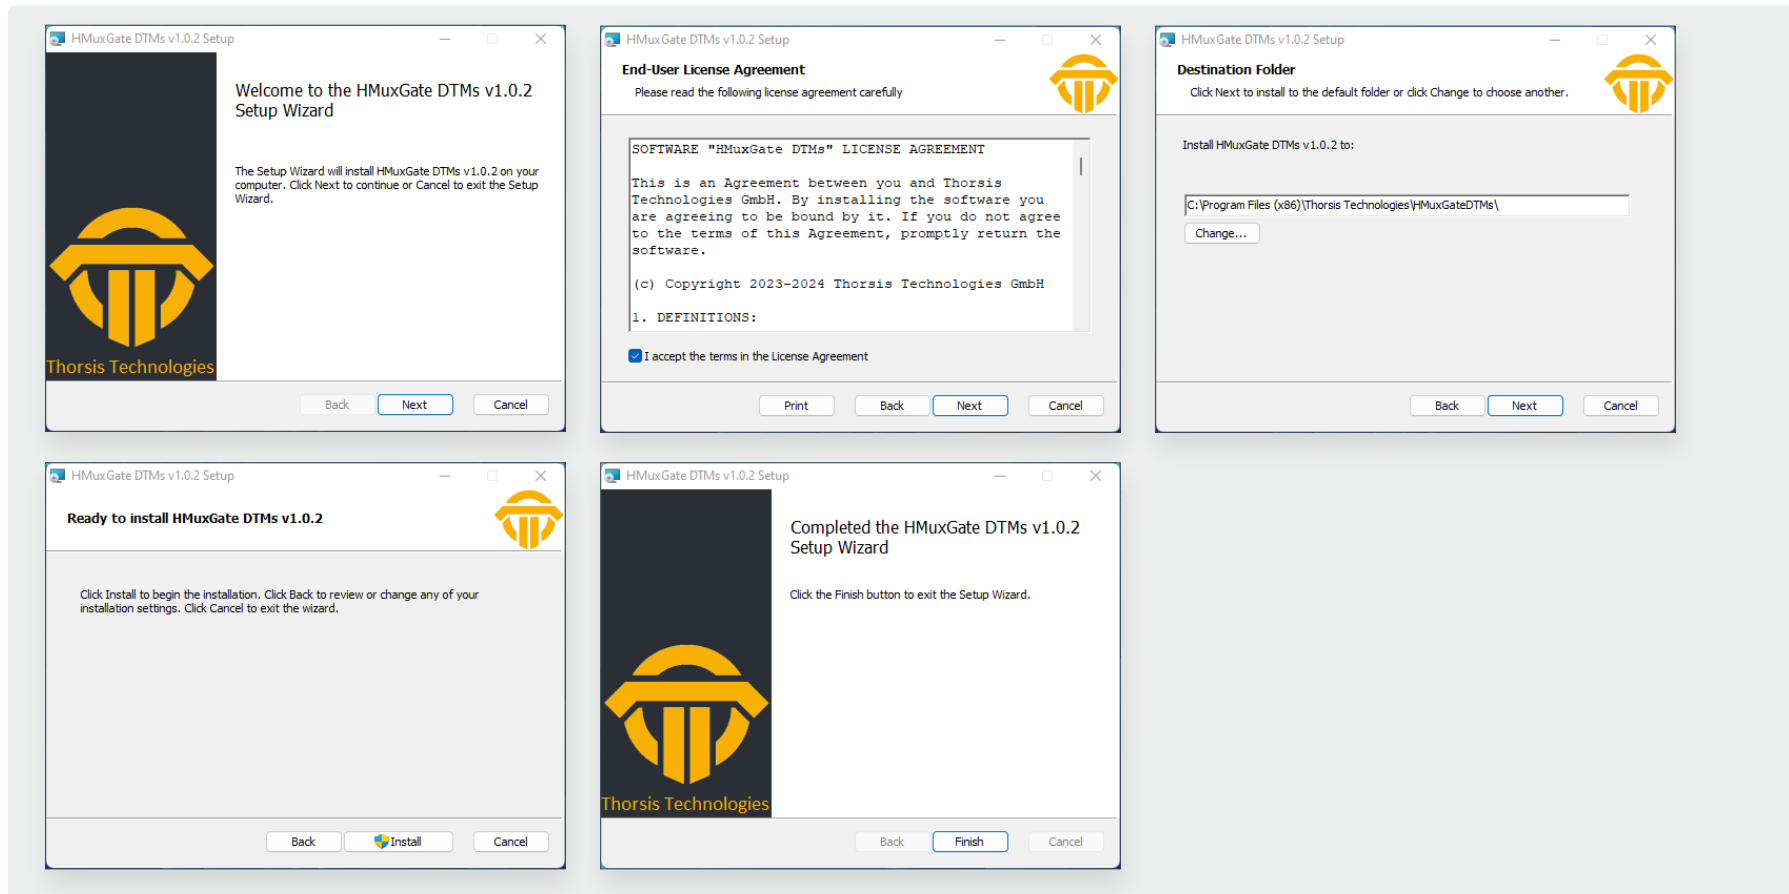 HMuxGate DTMs v1.0.2 Setup
Welcome to the HMuxGate DTMs v1.0.2
Setup Wizard
The Setup Wizard will install HMuxGate DTMs v1.0.2 on your
computer. Click Next to continue or Cancel to exit the Setup
Wizard.
Thorsis Technologies
Back Next Cancel
HMuxGate DTMs v1.0.2 Setup
End-User License Agreement
Please read the following license agreement carefully
SOFTWARE "HMuxGate DTMs" LICENSE AGREEMENT
This is an Agreement between you and Thorsis
Technologies GmbH. By installing the software you
are agreeing to be bound by it. If you do not agree
to the terms of this Agreement, promptly return the
software.
(c) Copyright 2023-2024 Thorsis Technologies GmbH
1. DEFINITIONS:
I accept the terms in the License Agreement
Print Back Next Cancel
HMuxGate DTMs v1.0.2 Setup
Destination Folder
Click Next to install to the default folder or click Change to choose another.
Install HMuxGate DTMs v1.0.2 to:
C:\Program Files (x86)\Thorsis Technologies\HMuxGateDTMs\
Change...
Back Next Cancel
HMuxGate DTMs v1.0.2 Setup
Ready to install HMuxGate DTMs v1.0.2
Click Install to begin the installation. Click Back to review or change any of your
installation settings. Click Cancel to exit the wizard.
Back Install Cancel
HMuxGate DTMs v1.0.2 Setup
Completed the HMuxGate DTMs v1.0.2
Setup Wizard
Click the Finish button to exit the Setup Wizard.
Thorsis Technologies
Back Finish Cancel